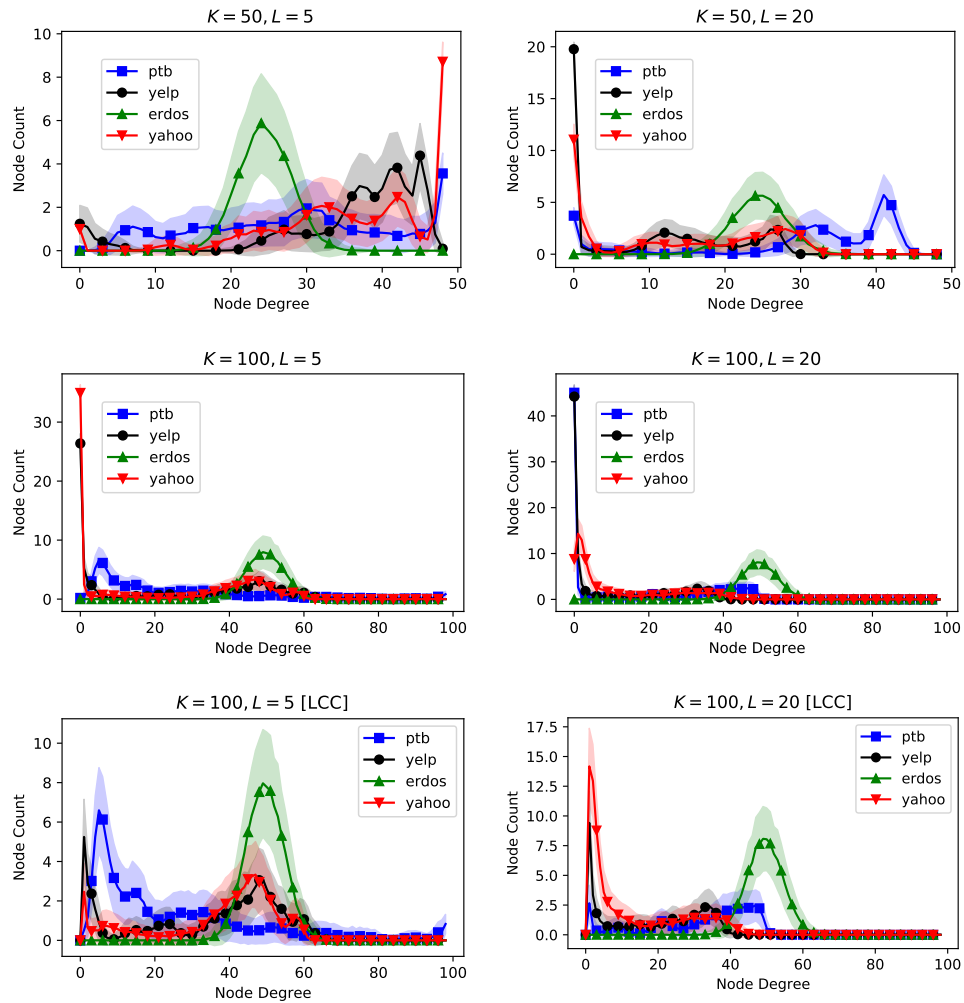 K = 50, L = 5
10
8
6
4
2
0
Node Count
ptb
yelp
erdos
yahoo
0 10 20 30 40 50
Node Degree
K = 50, L = 20
20
15
10
5
0
Node Count
ptb
yelp
erdos
yahoo
0 10 20 30 40 50
Node Degree
K = 100, L = 5
30
20
10
0
Node Count
ptb
yelp
erdos
yahoo
0 20 40 60 80 100
Node Degree
K = 100, L = 20
40
30
20
10
0
Node Count
ptb
yelp
erdos
yahoo
0 20 40 60 80 100
Node Degree
K = 100, L = 5 [LCC]
10
8
6
4
2
0
Node Count
ptb
yelp
erdos
yahoo
0 20 40 60 80 100
Node Degree
K = 100, L = 20 [LCC]
17.5
15.0
12.5
10.0
7.5
5.0
2.5
0.0
Node Count
ptb
yelp
erdos
yahoo
0 20 40 60 80 100
Node Degree